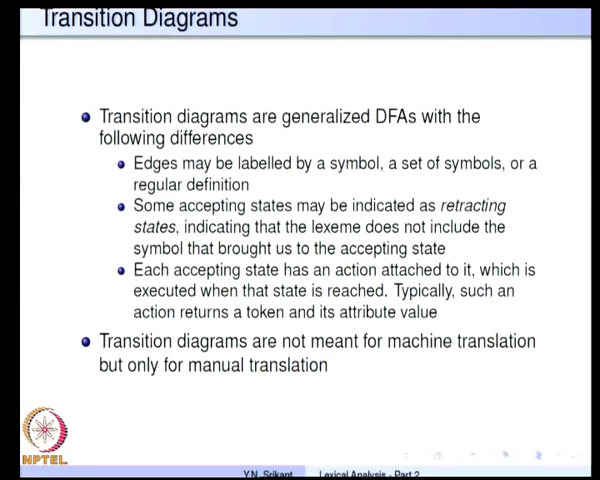 Transition Diagrams
Transition diagrams are generalized DFAs with the
following differences
Edges may be labelled by a symbol, a set of symbols, or a
regular definition
Some accepting states may be indicated as retracting
states, indicating that the lexeme does not include the
symbol that brought us to the accepting state
Each accepting state has an action attached to it, which is
executed when that state is reached. Typically, such an
action returns a token and its attribute value
Transition diagrams are not meant for machine translation
but only for manual translation
NPTEL
Y.N. Srikant Lexical Analysis - Part 2